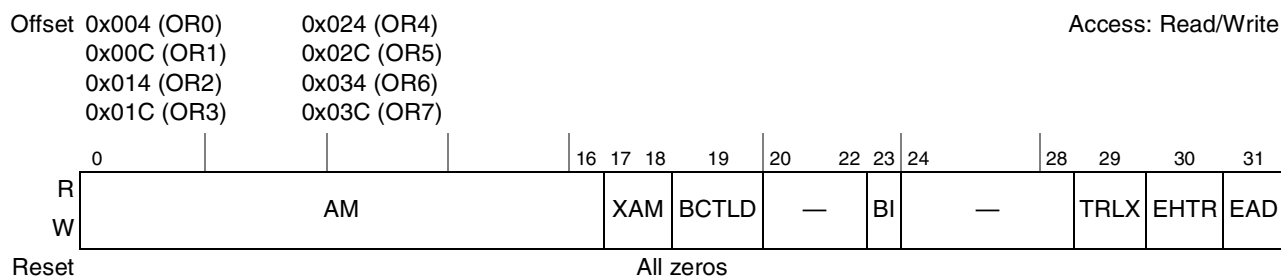 Offset 0x004 (OR0) 0x024 (OR4) Access: Read/Write
0x00C (OR1) 0x02C (OR5)
0x014 (OR2) 0x034 (OR6)
0x01C (OR3) 0x03C (OR7)
0 16 17 18 19 20 22 23 24 28 29 30 31
R
AM XAM BCTLD — BI — TRLX EHTR EAD
W
Reset All zeros